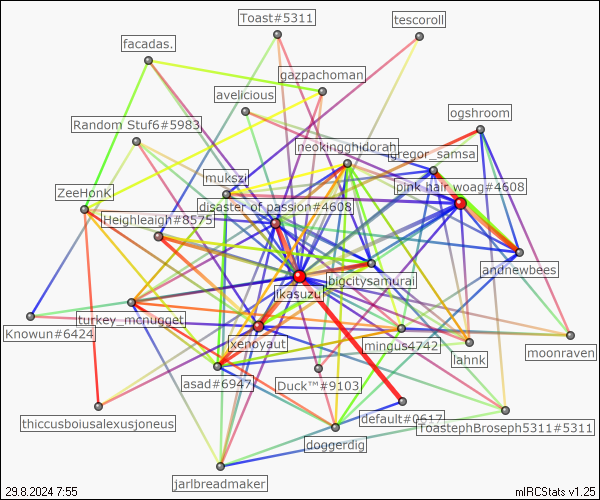 Toast#5311
tescoroll
facadas.
gazpachoman
avelicious
ogshroom
Random Stuf6#5983
neokingghidorah
gregor_samsa
mukszi
pink hair woag#4608
ZeeHonK
disaster of passion#4608
Heighleigh#8575
andnewbees
bigcitysamurai
ikasuzu
turkey_mcnugget
Knowun#6424
xenoyaut
mingus4742
lahnk
moonraven
asad#6947
Duck™#9103
thiccusboiusalexusjoneus
default#0617
ToastephBroseph5311#5311
doggerdig
jarlbreadmaker
29.8.2024 7:55
mIRCStats v1.25